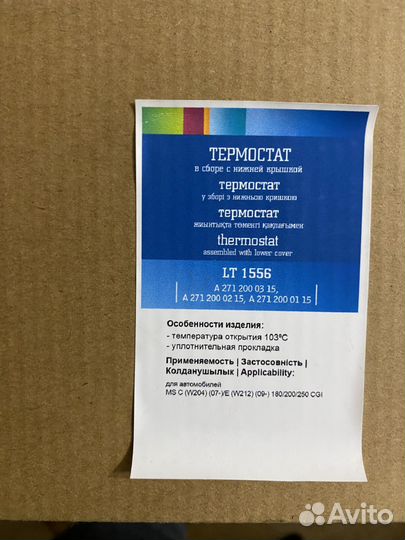 ТЕРМОСТАТ
в сборе с нижней крышкой
термостат
у зборі з нижньою кришкою
термостат
жиынтықта төменгі қақпағымен
thermostat
assembled with lower cover
LT 1556
A 271 200 03 15,
A 271 200 02 15, A 271 200 01 15
Особенности изделия:
- температура открытия 103ºС
- уплотнительная прокладка
Применяемость | Застосовність |
Колданушылык | Applicability:
для автомобилей
MS C (W204) (07-)/E (W212) (09-) 180/200/250 CGI
Avito